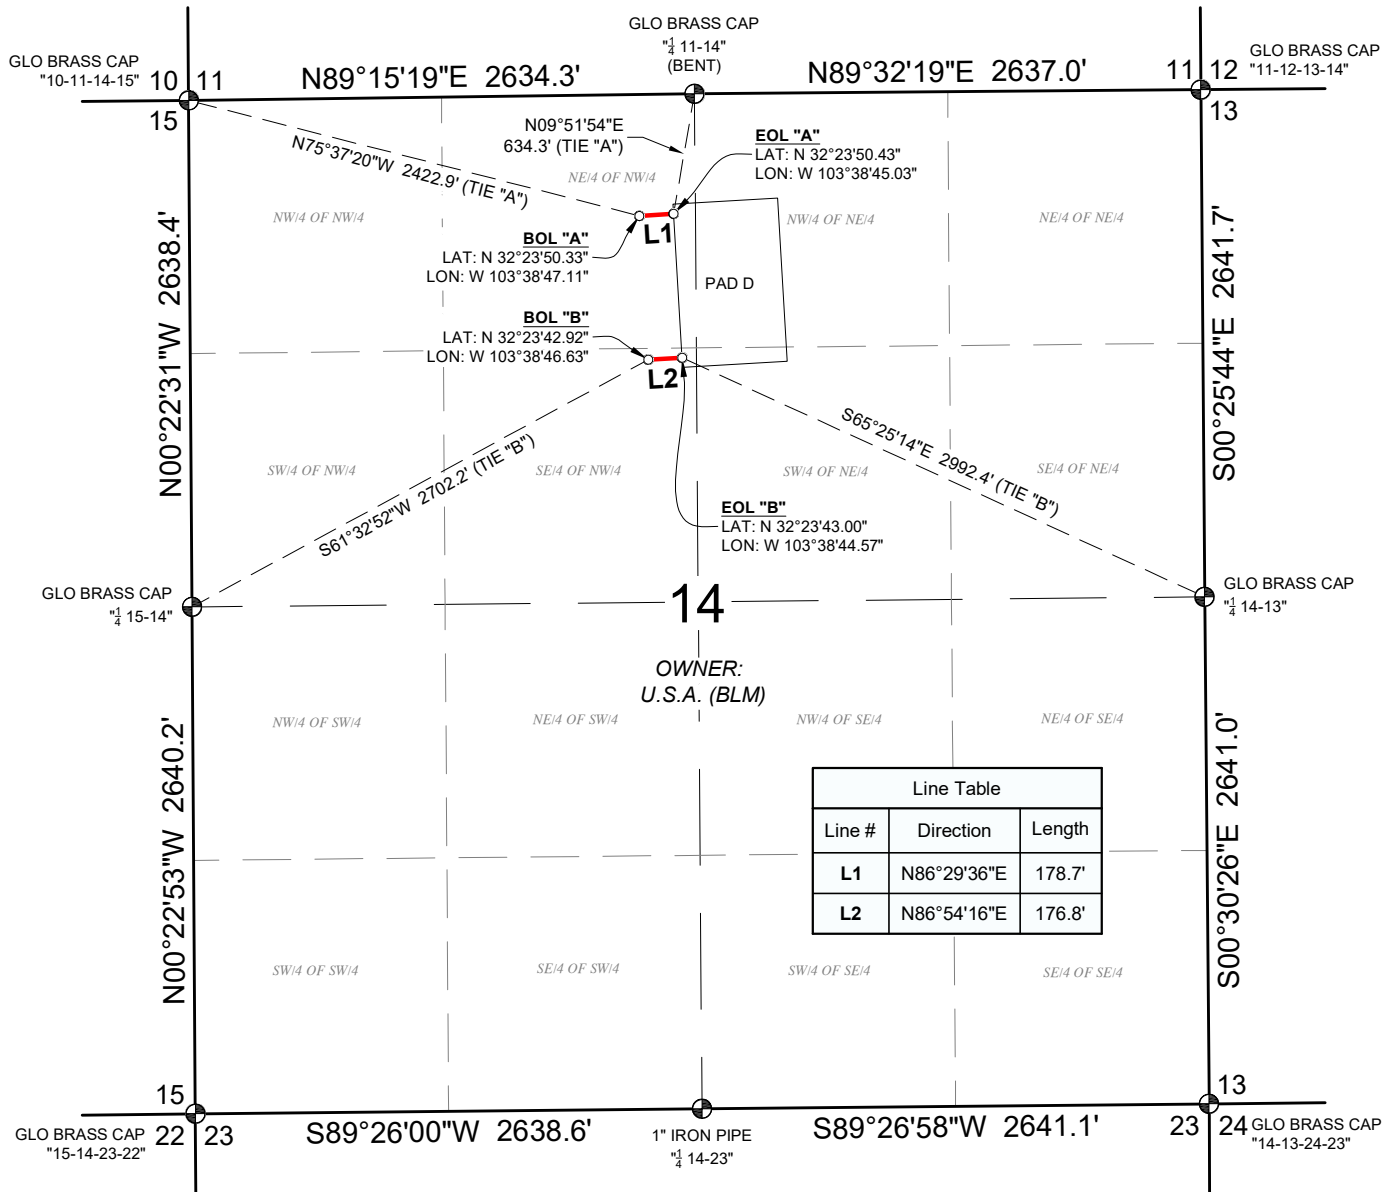 GLO BRASS CAP
"1/4 11-14"
(BENT)
GLO BRASS CAP
"10-11-14-15"
10
11
15
N89°15'19"E 2634.3'
N89°32'19"E 2637.0'
11
12
13
GLO BRASS CAP
"11-12-13-14"
N09°51'54"E
634.3' (TIE "A")
EOL "A"
LAT: N 32°23'50.43"
LON: W 103°38'45.03"
N75°37'20"W 2422.9' (TIE "A")
NE/4 OF NW/4
NW/4 OF NW/4
NW/4 OF NE/4
NE/4 OF NE/4
L1
BOL "A"
LAT: N 32°23'50.33"
LON: W 103°38'47.11"
PAD D
N00°22'31"W 2638.4'
S00°25'44"E 2641.7'
BOL "B"
LAT: N 32°23'42.92"
LON: W 103°38'46.63"
L2
S61°32'52"W 2702.2' (TIE "B")
S65°25'14"E 2992.4' (TIE "B")
SW/4 OF NW/4
SE/4 OF NW/4
SW/4 OF NE/4
SE/4 OF NE/4
EOL "B"
LAT: N 32°23'43.00"
LON: W 103°38'44.57"
GLO BRASS CAP
"1/4 15-14"
14
GLO BRASS CAP
"1/4 14-13"
OWNER:
U.S.A. (BLM)
NW/4 OF SW/4
NE/4 OF SW/4
NW/4 OF SE/4
NE/4 OF SE/4
N00°22'53"W 2640.2'
S00°30'26"E 2641.0'
Line Table
Line # Direction Length
L1 N86°29'36"E 178.7'
L2 N86°54'16"E 176.8'
SW/4 OF SW/4
SE/4 OF SW/4
SW/4 OF SE/4
SE/4 OF SE/4
15
22
23
GLO BRASS CAP
"15-14-23-22"
S89°26'00"W 2638.6'
1" IRON PIPE
"1/4 14-23"
S89°26'58"W 2641.1'
13
23
24
GLO BRASS CAP
"14-13-24-23"